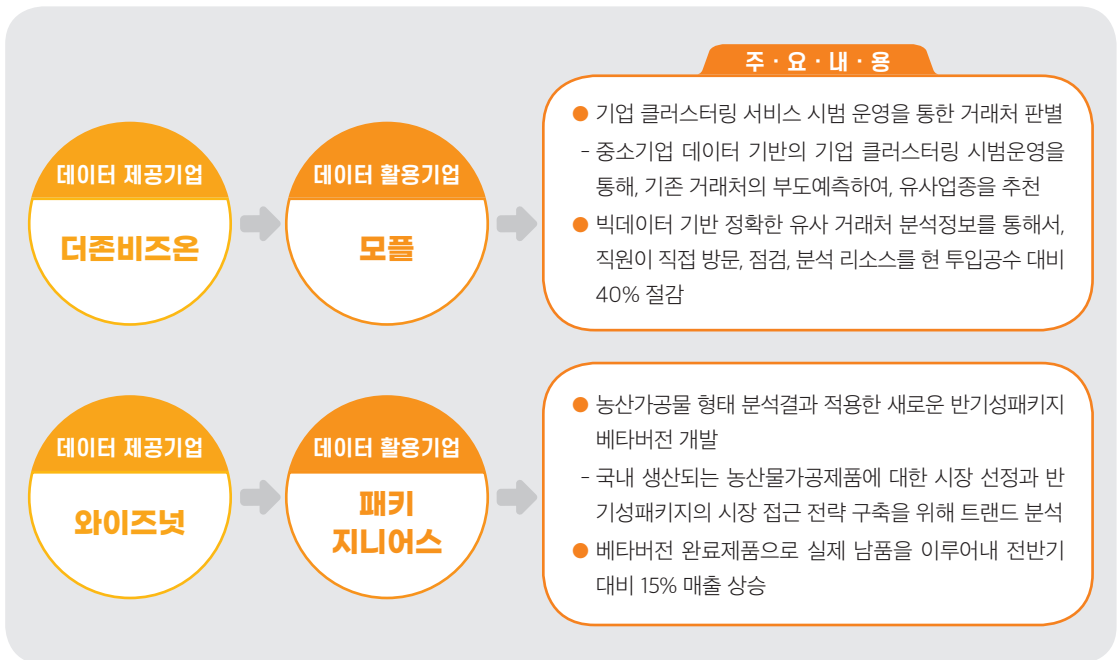 주·요·내·용
데이터 제공기업
더존비즈온
데이터 활용기업
모플
● 기업 클러스터링 서비스 시범 운영을 통한 거래처 판별
- 중소기업 데이터 기반의 기업 클러스터링 시범운영을
통해, 기존 거래처의 부도예측하여, 유사업종을 추천
● 빅데이터 기반 정확한 유사 거래처 분석정보를 통해서,
직원이 직접 방문, 점검, 분석 리소스를 현 투입공수 대비
40% 절감
데이터 제공기업
와이즈넛
데이터 활용기업
패키
지니어스
● 농산가공물 형태 분석결과 적용한 새로운 반기성패키지
베타버전 개발
- 국내 생산되는 농산물가공제품에 대한 시장 선정과 반
기성패키지의 시장 접근 전략 구축을 위해 트랜드 분석
● 베타버전 완료제품으로 실제 남품을 이루어내 전반기
대비 15% 매출 상승